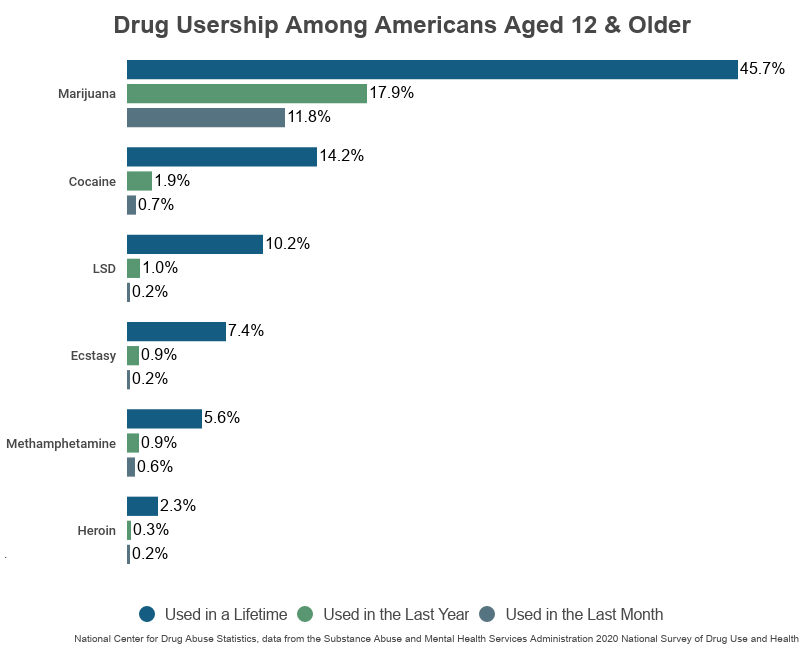 Drug Usership Among Americans Aged 12 & Older
45.7%
Marijuana 17.9%
11.8%
14.2%
Cocaine 1.9%
0.7%
10.2%
LSD 1.0%
0.2%
7.4%
Ecstasy 0.9%
0.2%
5.6%
Methamphetamine 0.9%
0.6%
2.3%
Heroin 0.3%
0.2%
.
Used in a Lifetime Used in the Last Year Used in the Last Month
National Center for Drug Abuse Statistics, data from the Substance Abuse and Mental Health Services Administration 2020 National Survey of Drug Use and Health